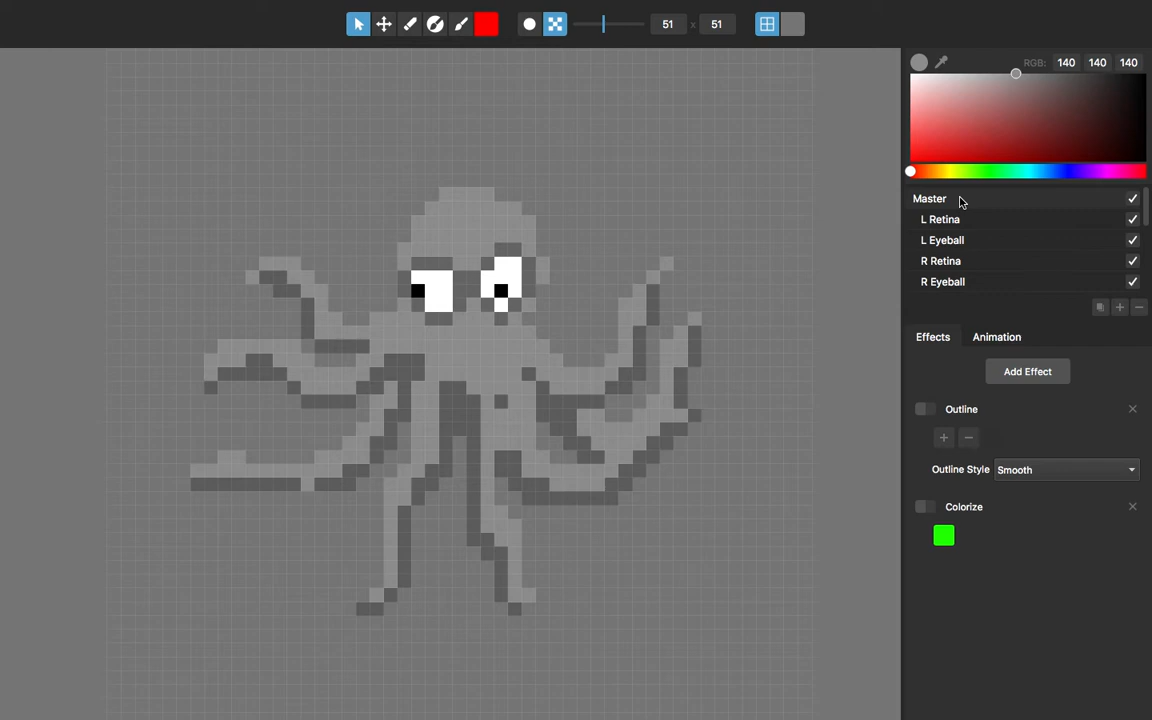 51 x 51
RGB: 140 140 140
Master
L Retina
L Eyeball
R Retina
R Eyeball
Effects Animation
Add Effect
Outline
Outline Style Smooth
Colorize